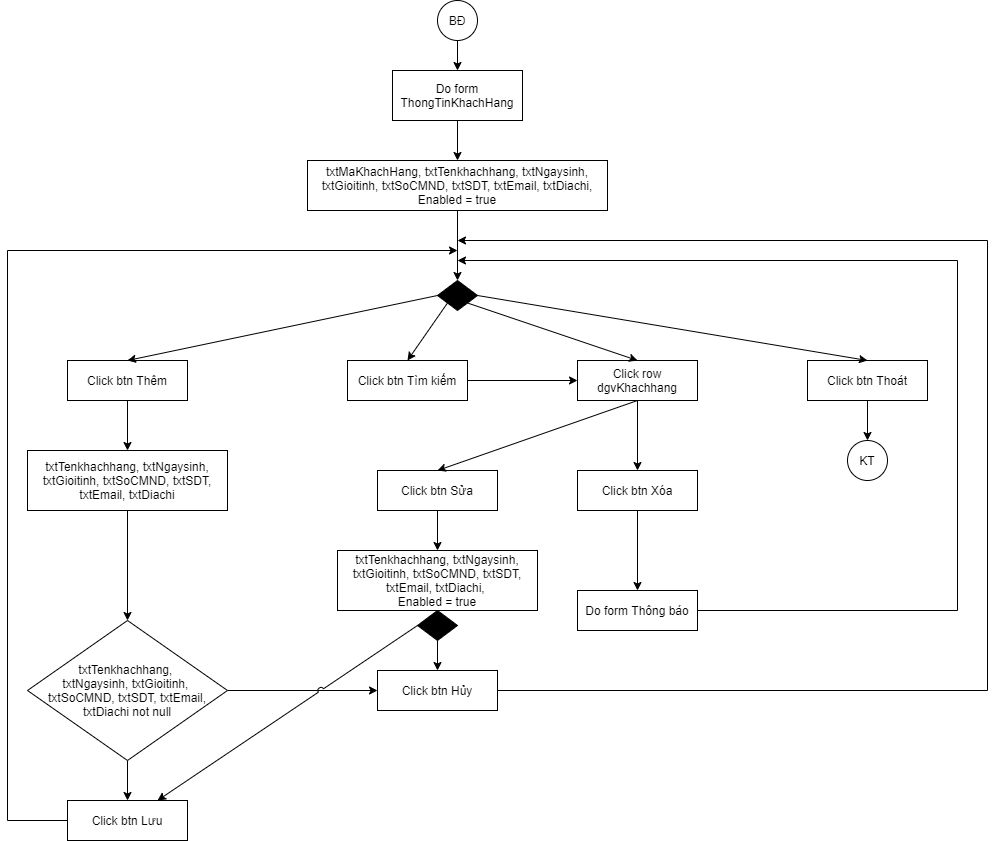 BĐ
Do form
ThongTinKhachHang
txtMaKhachHang, txtTenkhachhang, txtNgaysinh,
txtGioitinh, txtSoCMND, txtSDT, txtEmail, txtDiachi,
Enabled = true
Click btn Thêm
Click btn Tìm kiếm
Click row
dgvKhachhang
Click btn Thoát
txtTenkhachhang, txtNgaysinh,
txtGioitinh, txtSoCMND, txtSDT,
txtEmail, txtDiachi
KT
Click btn Sửa
Click btn Xóa
txtTenkhachhang, txtNgaysinh,
txtGioitinh, txtSoCMND, txtSDT,
txtEmail, txtDiachi,
Enabled = true
Do form Thông báo
txtTenkhachhang,
txtNgaysinh, txtGioitinh,
txtSoCMND, txtSDT, txtEmail,
txtDiachi not null
Click btn Hủy
Click btn Lưu